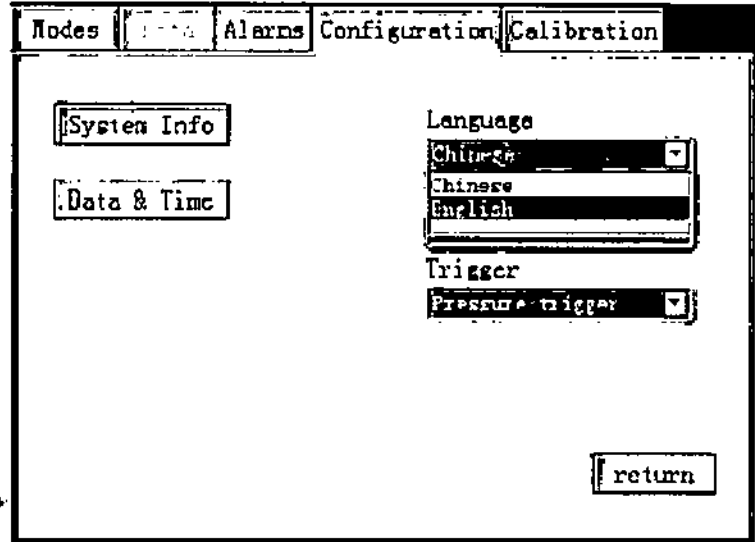 Modes Alarms Configuration Calibration
System Info
Data & Time
Language
Chinese
Chinese
English
Trigger
Pressure trigger
return